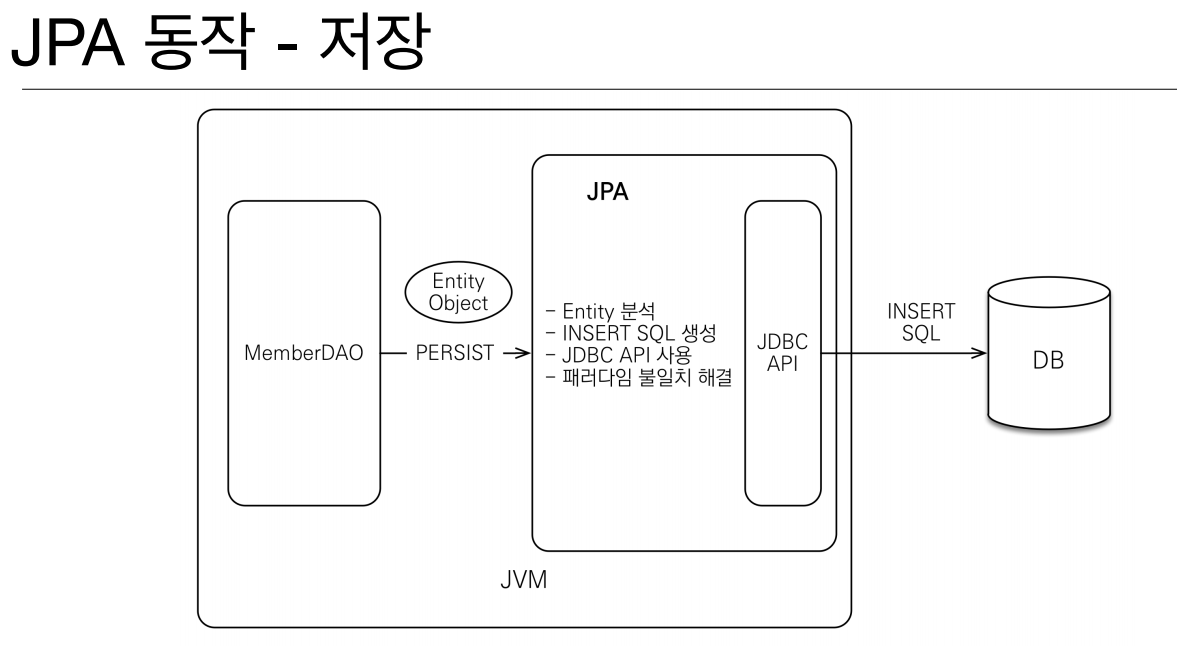 JPA 동작 - 저장
JPA
Entity
Object
- Entity 분석
- INSERT SQL 생성
- JDBC API 사용
- 패러다임 불일치 해결
MemberDAO
PERSIST
JDBC
API
INSERT
SQL
DB
JVM